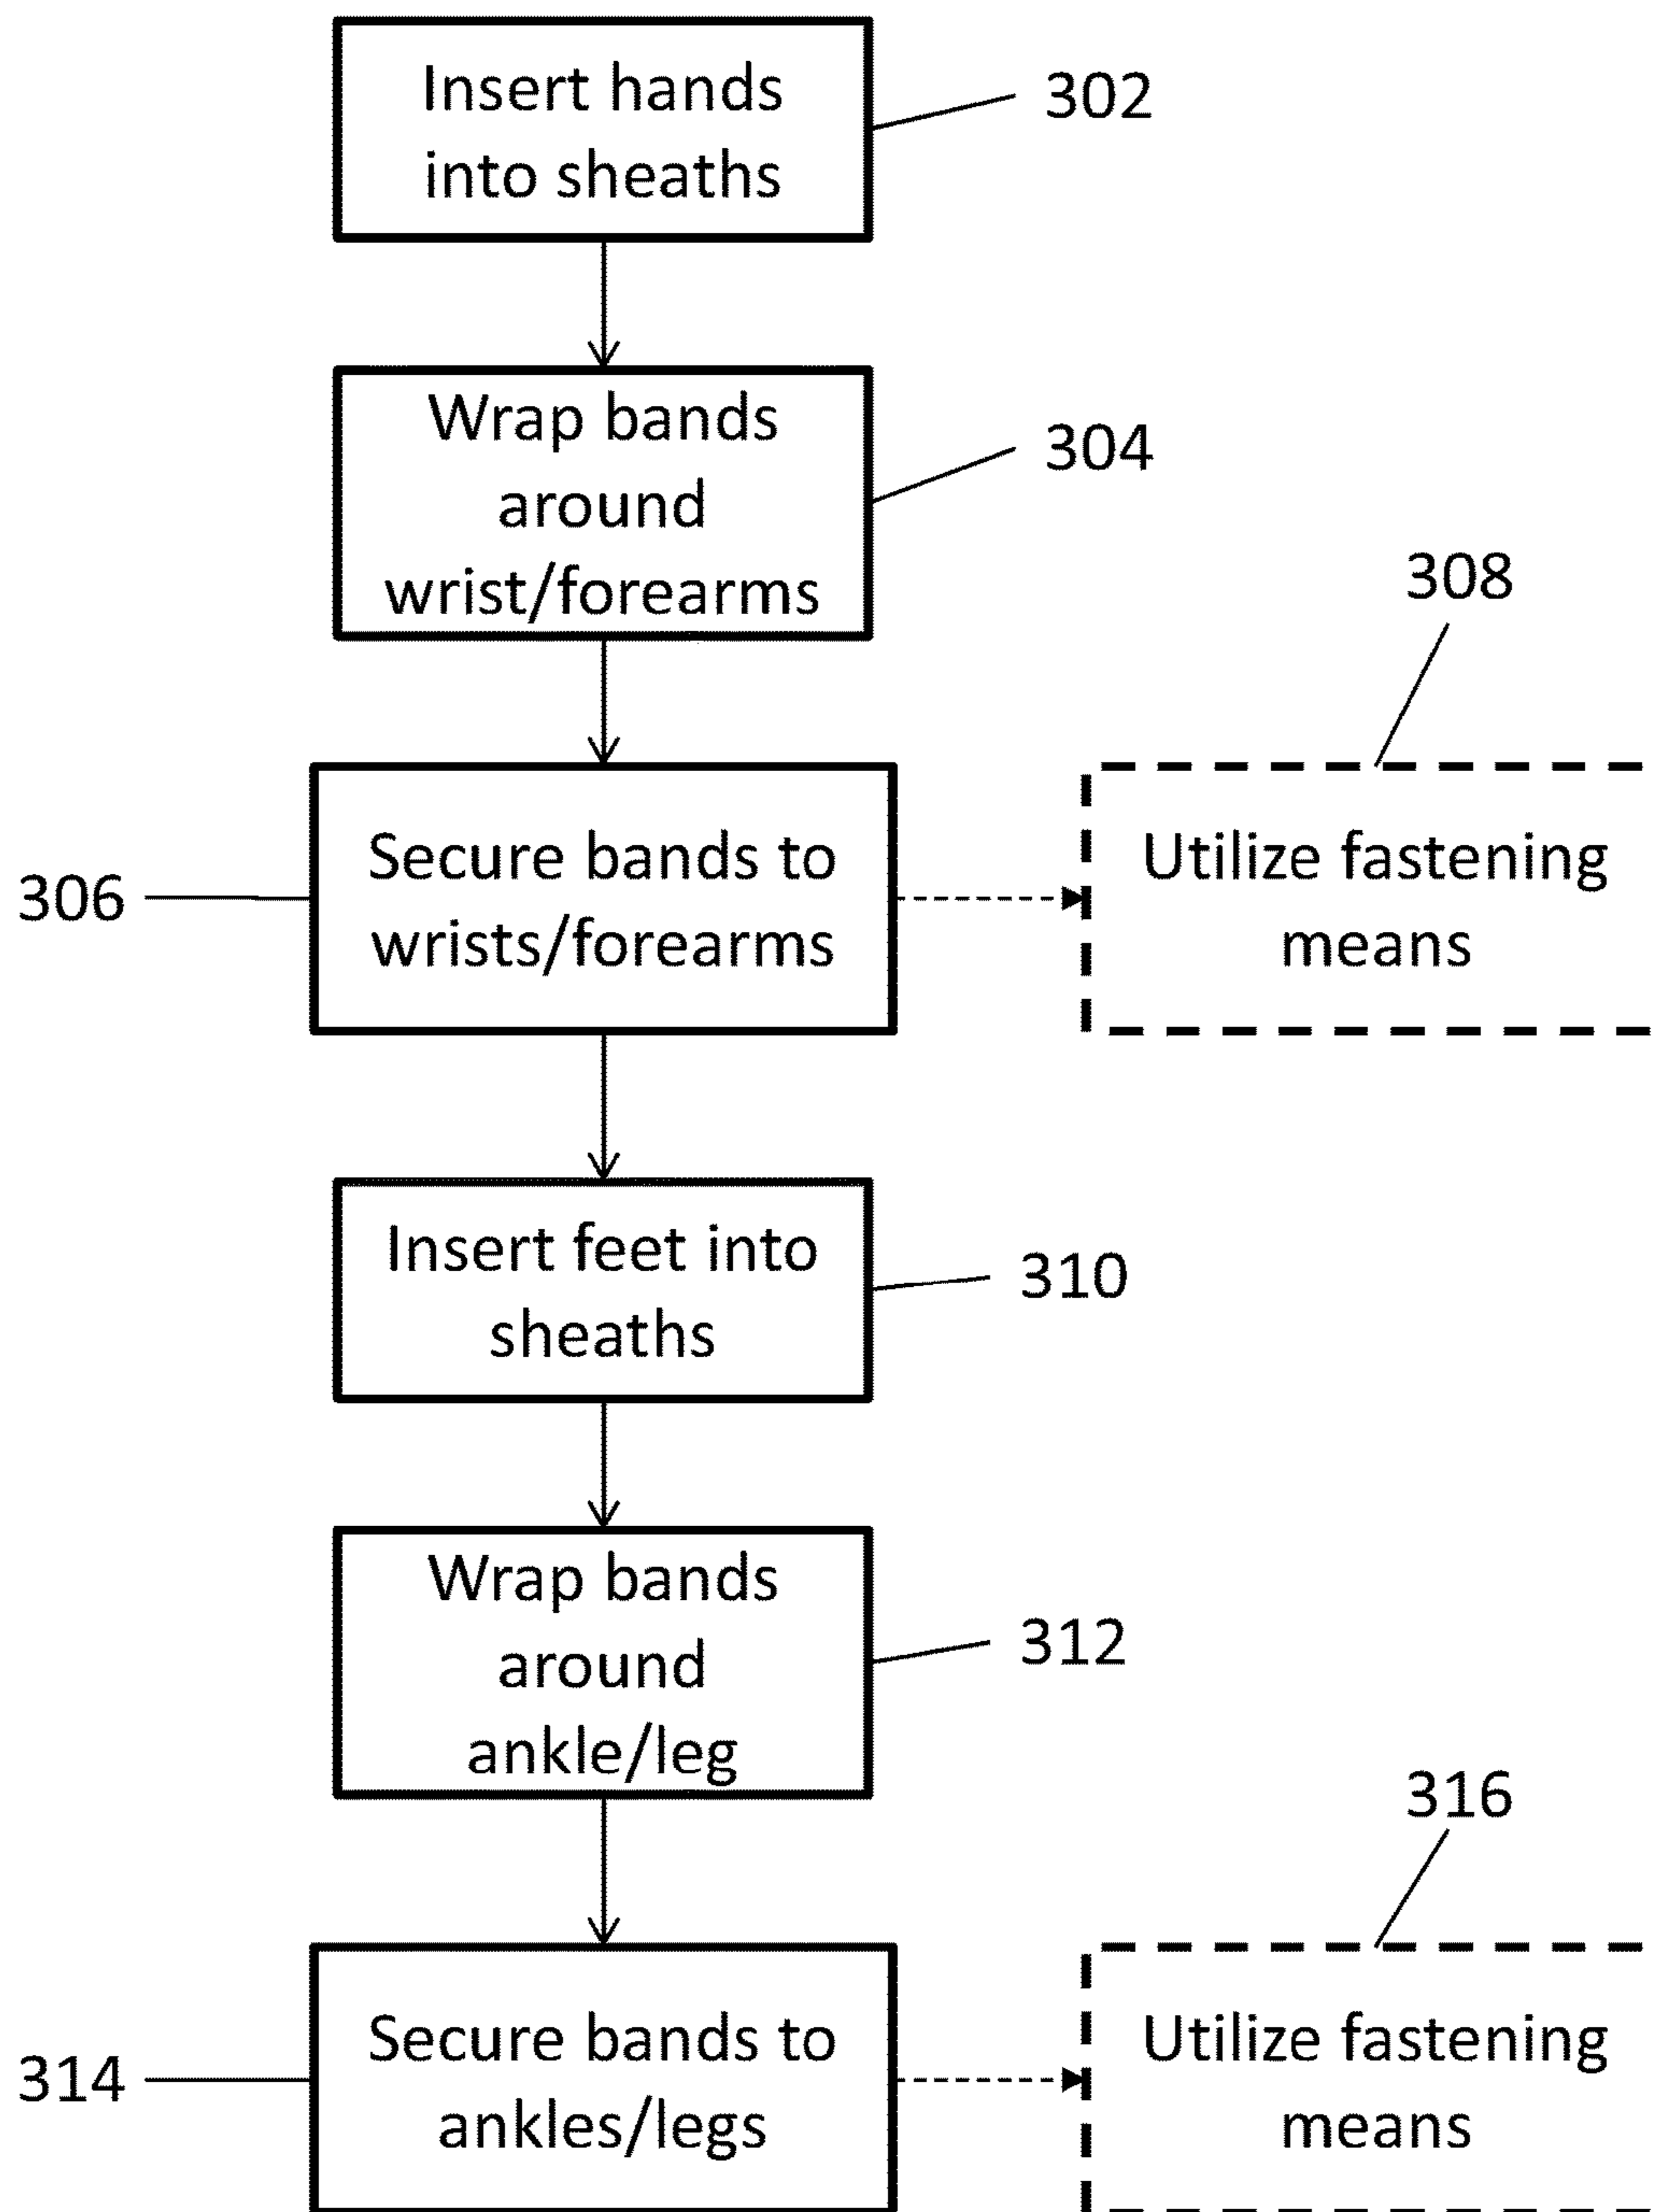 Insert hands
into sheaths
302
Wrap bands
around
wrist/forearms
304
308
306
Secure bands to
wrists/forearms
Utilize fastening
means
Insert feet into
sheaths
310
Wrap bands
around
ankle/leg
312
316
314
Secure bands to
ankles/legs
Utilize fastening
means